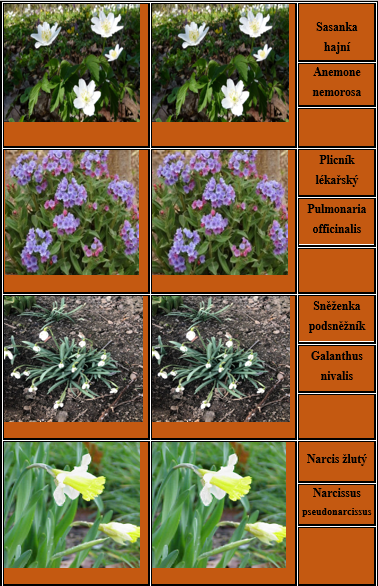 Sasanka
hajní
Anemone
nemorosa
Plicník
lékařský
Pulmonaria
officinalis
Sněženka
podsněžník
Galanthus
nivalis
Narcis žlutý
Narcissus
pseudonarcissus